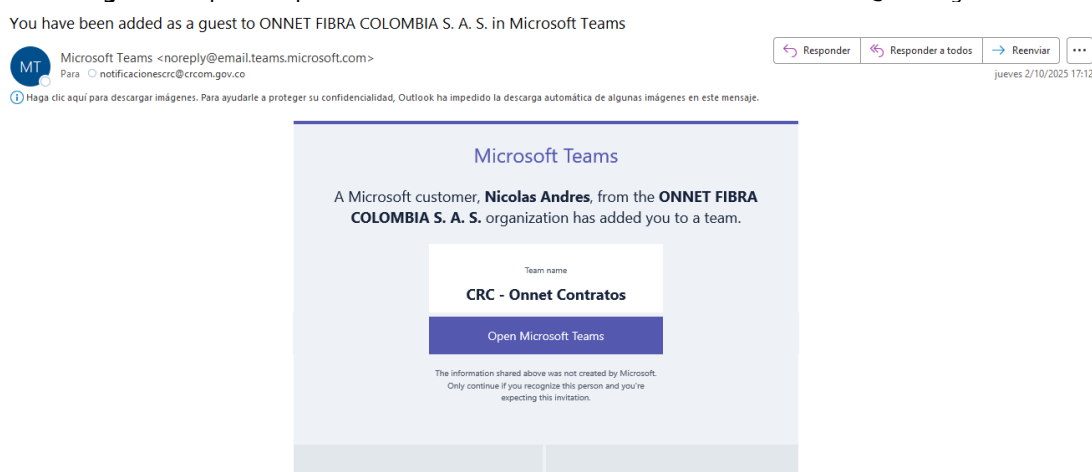 You have been added as a guest to ONNET FIBRA COLOMBIA S. A. S. in Microsoft Teams
MT
Microsoft Teams <noreply@email.teams.microsoft.com>
Para notificacionescrc@crcom.gov.co
Responder
Responder a todos
Reenviar
jueves 2/10/2025 17:12
Haga clic aquí para descargar imágenes. Para ayudarle a proteger su confidencialidad, Outlook ha impedido la descarga automática de algunas imágenes en este mensaje.
Microsoft Teams
A Microsoft customer, Nicolas Andres, from the ONNET FIBRA
COLOMBIA S. A. S. organization has added you to a team.
Team name
CRC - Onnet Contratos
Open Microsoft Teams
The information shared above was not created by Microsoft.
Only continue if you recognize this person and you're
expecting this invitation.